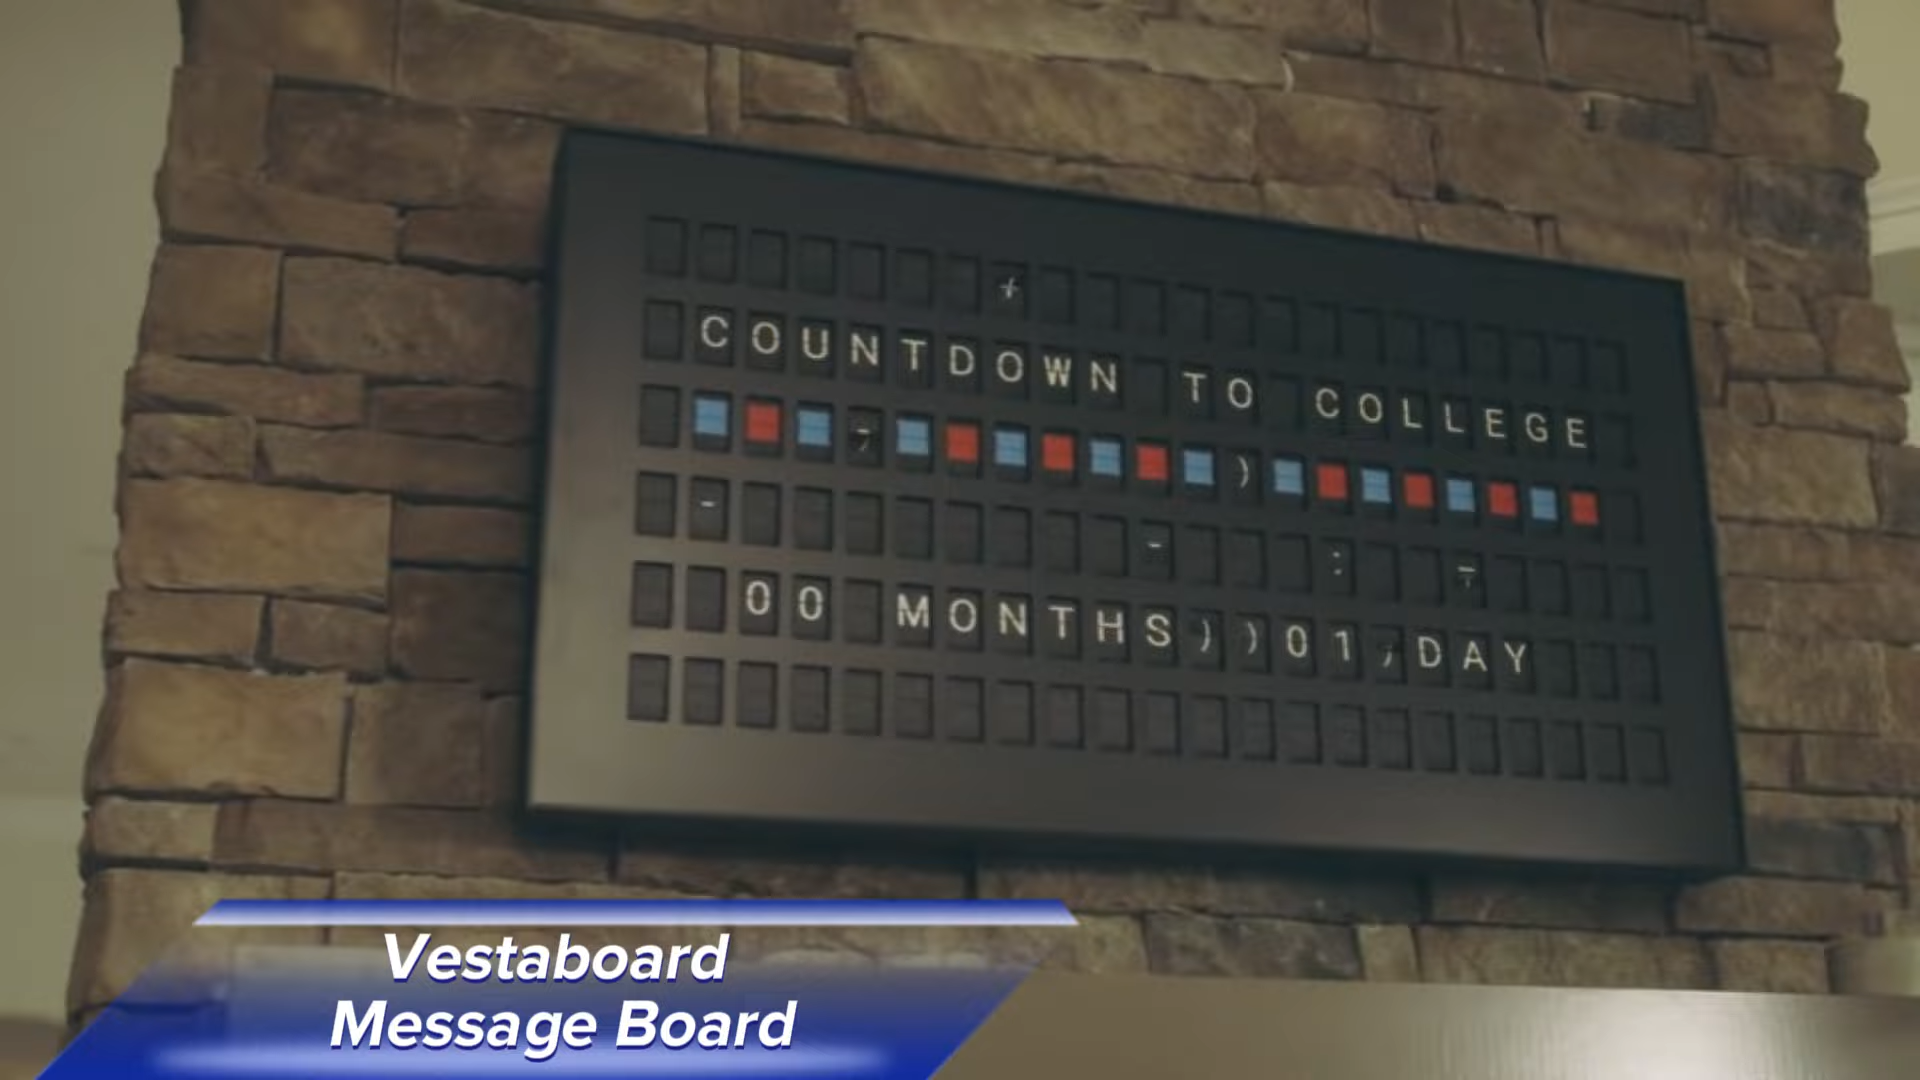 +
COUNTDOWN TO COLLEGE
, )
- - : -
00 MONTHS))01,DAY
Vestaboard
Message Board